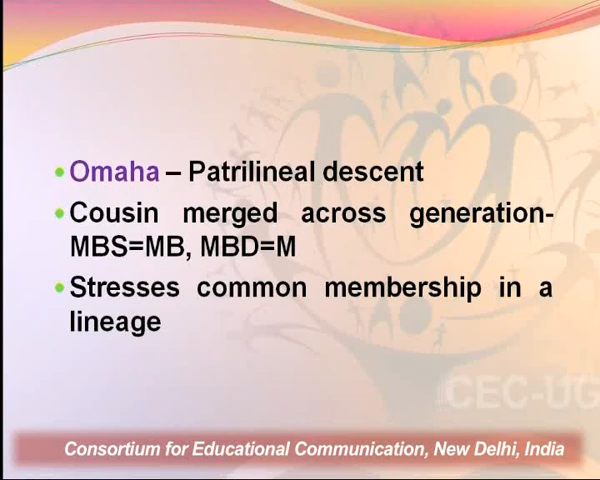 Omaha – Patrilineal descent
Cousin merged across generation-
MBS=MB, MBD=M
Stresses common membership in a
lineage
CEC-UG
Consortium for Educational Communication, New Delhi, India